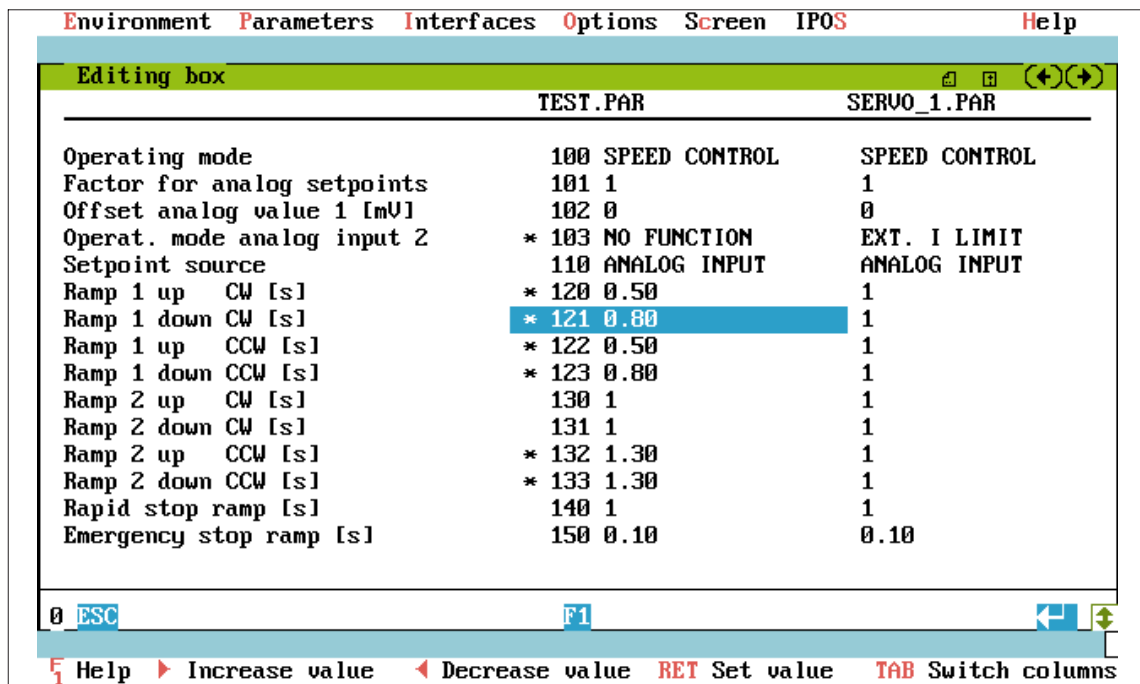 Environment Parameters Interfaces Options Screen IPOS Help
Editing box (←)(→)
TEST.PAR SERVO_1.PAR
Operating mode 100 SPEED CONTROL SPEED CONTROL
Factor for analog setpoints 101 1 1
Offset analog value 1 [mV] 102 0 0
Operat. mode analog input 2 * 103 NO FUNCTION EXT. I LIMIT
Setpoint source 110 ANALOG INPUT ANALOG INPUT
Ramp 1 up CW [s] * 120 0.50 1
Ramp 1 down CW [s] * 121 0.80 1
Ramp 1 up CCW [s] * 122 0.50 1
Ramp 1 down CCW [s] * 123 0.80 1
Ramp 2 up CW [s] 130 1 1
Ramp 2 down CW [s] 131 1 1
Ramp 2 up CCW [s] * 132 1.30 1
Ramp 2 down CCW [s] * 133 1.30 1
Rapid stop ramp [s] 140 1 1
Emergency stop ramp [s] 150 0.10 0.10
0 ESC F1
F1 Help ▶ Increase value ◀ Decrease value RET Set value TAB Switch columns